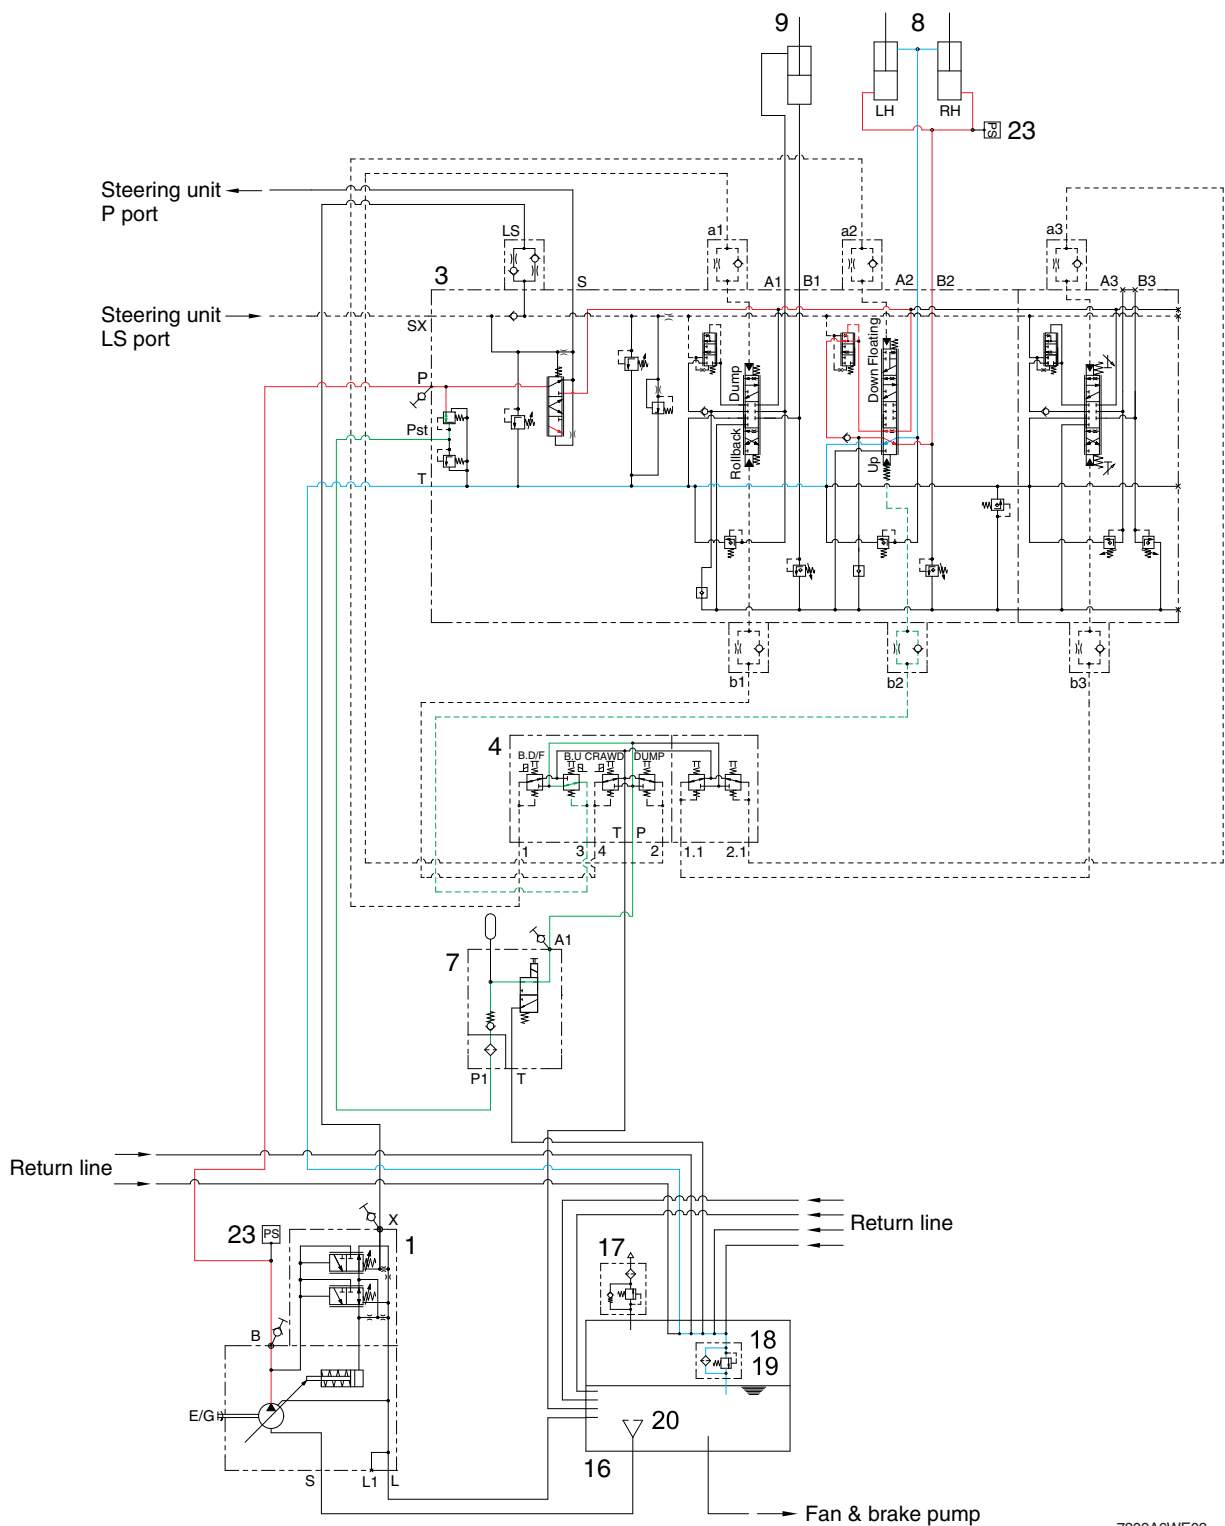 9
8
LH
RH
PS
23
Steering unit
P port
LS
a1
a2
a3
3
S
A1
B1
A2
B2
A3
B3
Steering unit
LS port
SX
P
Pst
T
Dump
Rollback
Down Floating
Up
b1
b2
b3
4
B.D/F
B.U
CRAWD
DUMP
T
P
1
3
4
2
1.1
2.1
7
A1
P1
T
Return line
23
PS
X
1
17
Return line
B
18
19
E/G
20
16
S
L1
L
Fan & brake pump